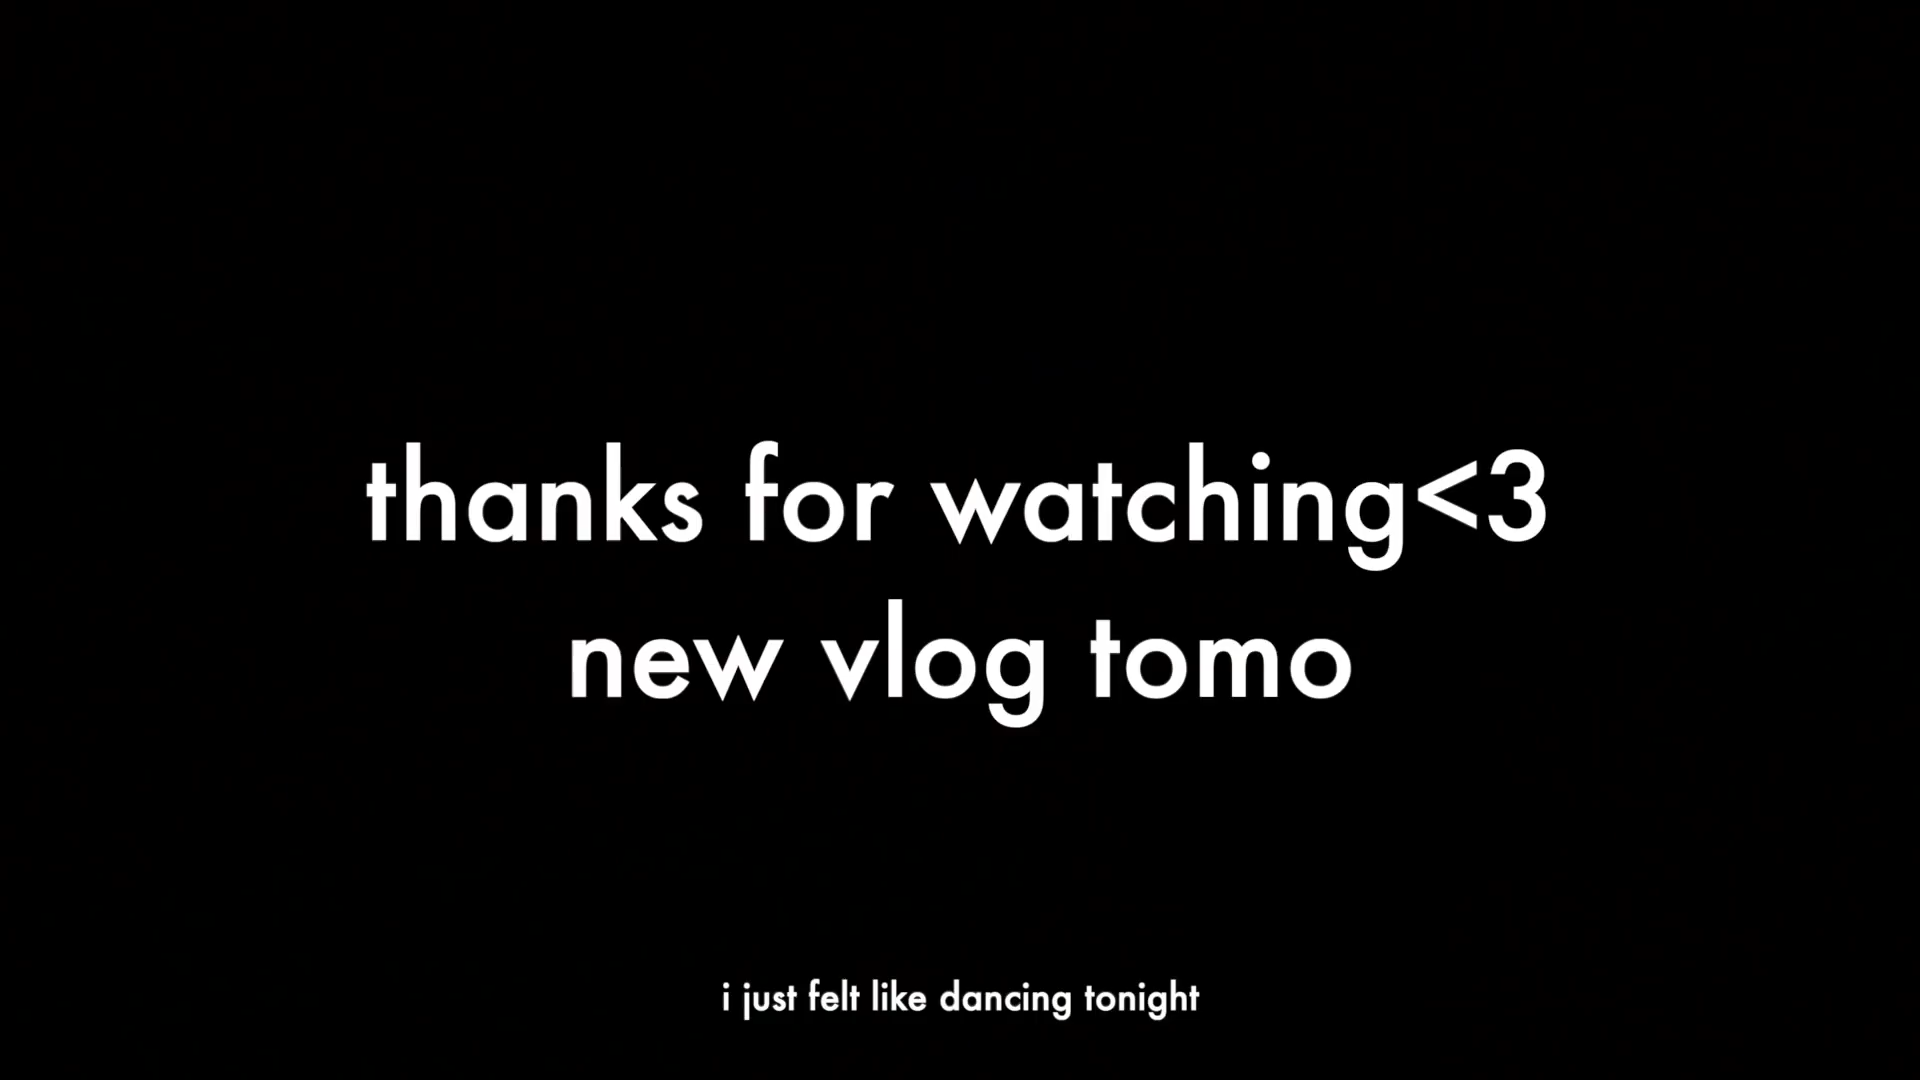 thanks for watching<3
new vlog tomo
i just felt like dancing tonight